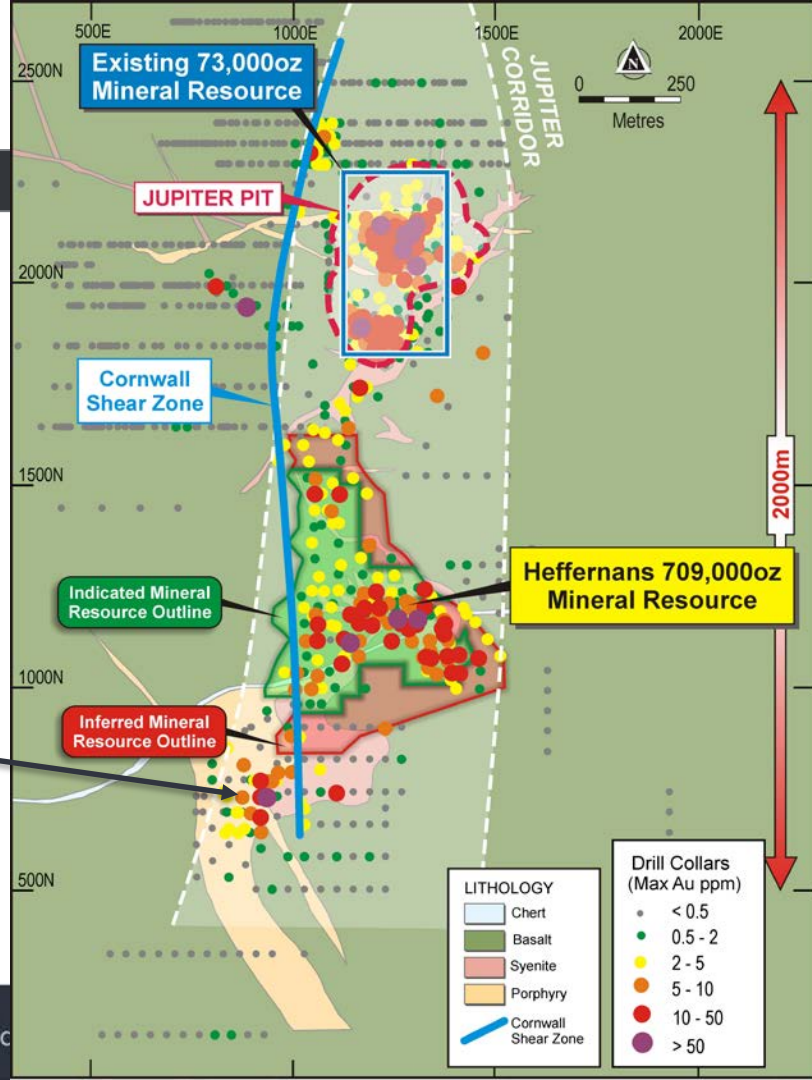 500E
1000E
1500E
2000E
2500N
2000N
1500N
1000N
500N
Existing 73,000oz
Mineral Resource
JUPITER
CORRIDOR
N
0
250
Metres
JUPITER PIT
Cornwall
Shear Zone
2000m
Indicated Mineral
Resource Outline
Heffernans 709,000oz
Mineral Resource
Inferred Mineral
Resource Outline
LITHOLOGY
Chert
Basalt
Syenite
Porphyry
Cornwall
Shear Zone
Drill Collars
(Max Au ppm)
< 0.5
0.5 - 2
2 - 5
5 - 10
10 - 50
> 50